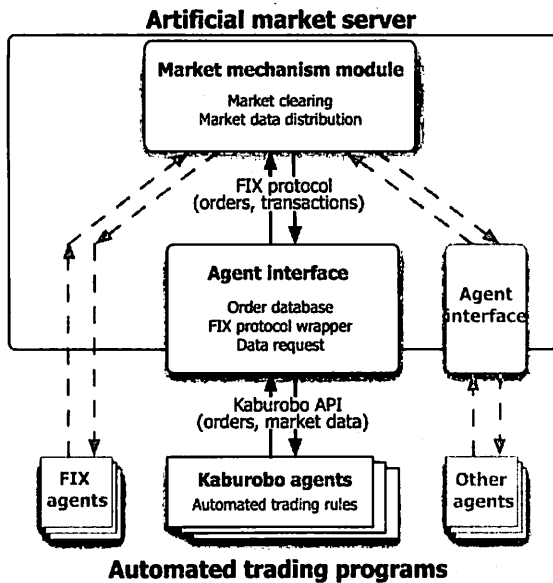 Artificial market server
Market mechanism module
Market clearing
Market data distribution
FIX protocol
(orders, transactions)
Agent interface
Order database
FIX protocol wrapper
Data request
Agent
interface
Kaburobo API
(orders, market data)
FIX
agents
Kaburobo agents
Automated trading rules
Other
agents
Automated trading programs